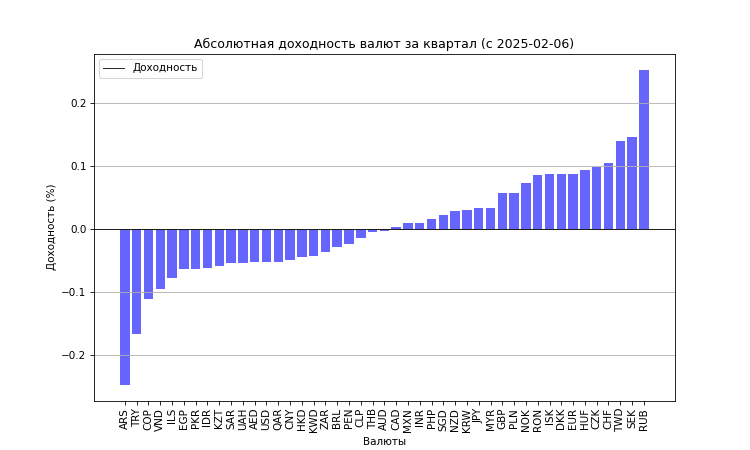 Абсолютная доходность валют за квартал (с 2025-02-06)
Доходность
Доходность (%)
0.2
0.1
0.0
−0.1
−0.2
ARS TRY COP VND ILS EGP PKR IDR KZT SAR UAH AED USD QAR CNY HKD KWD ZAR BRL PEN CLP THB AUD CAD MXN INR PHP SGD NZD KRW JPY MYR GBP PLN NOK RON ISK DKK EUR HUF CZK CHF TWD SEK RUB
Валюты